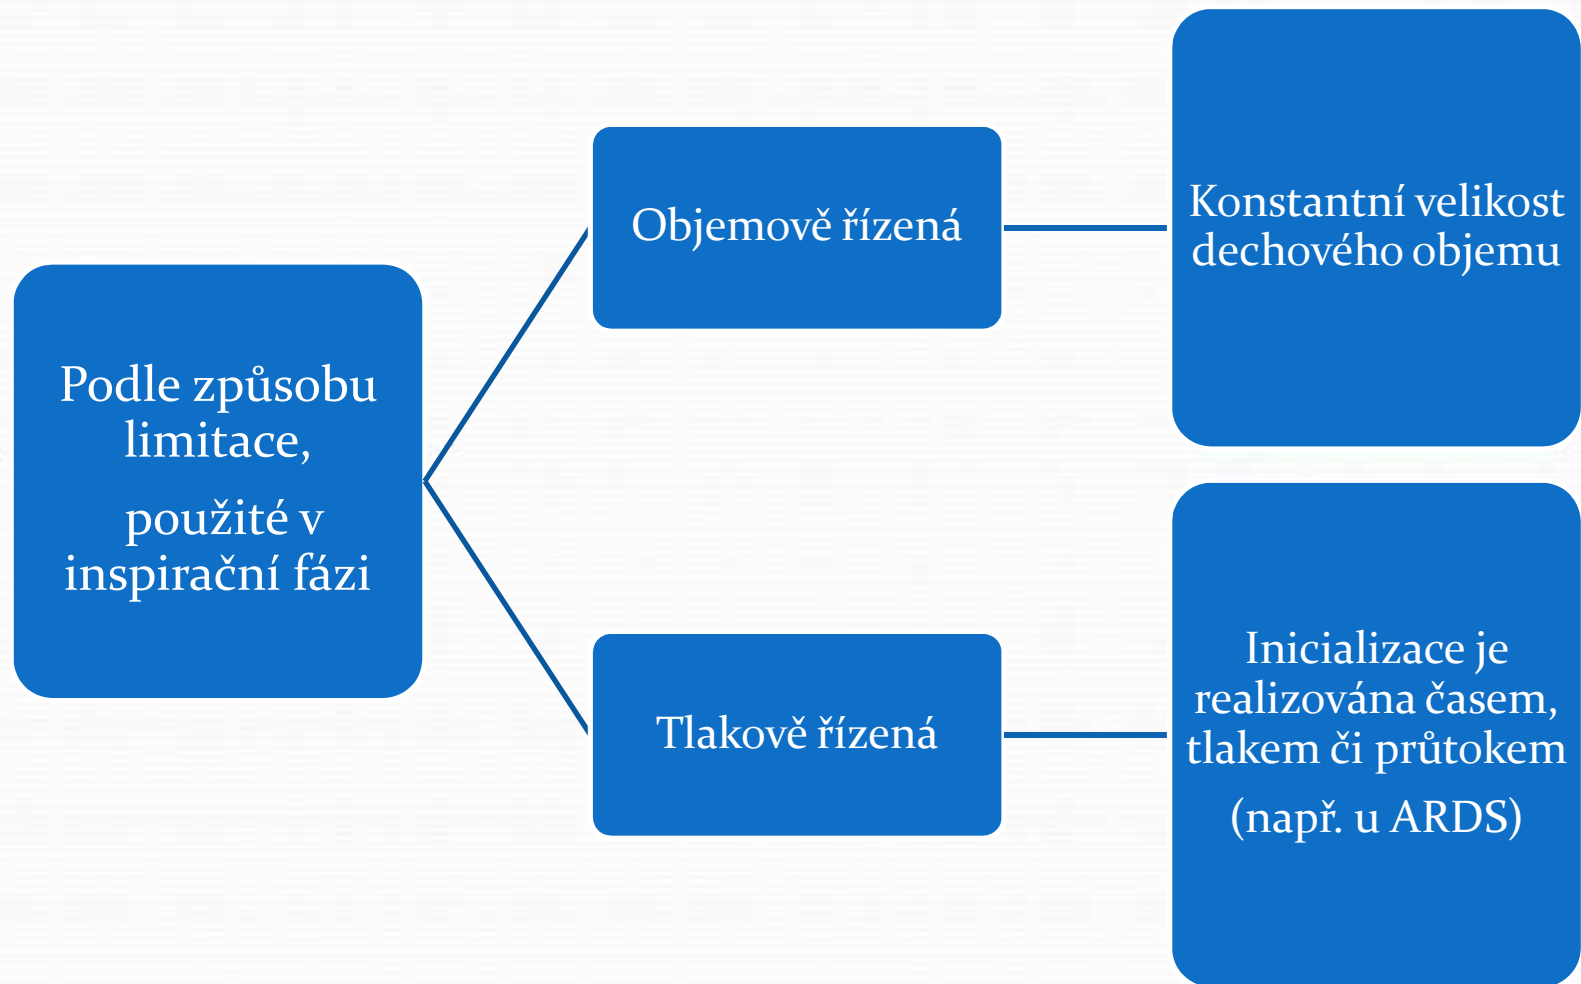 Podle způsobu
limitace,
použité v
inspirační fázi
Objemově řízená
Konstantní velikost
dechového objemu
Tlakově řízená
Inicializace je
realizována časem,
tlakem či průtokem
(např. u ARDS)